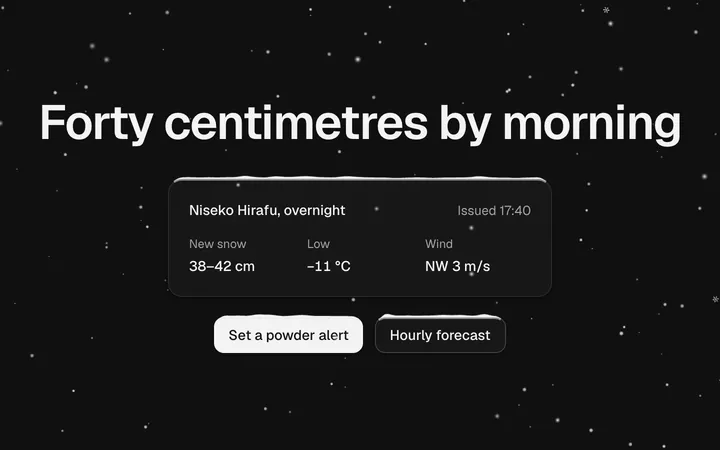 Forty centimetres by morning
Niseko Hirafu, overnight
Issued 17:40
New snow
Low
Wind
38–42 cm
−11 °C
NW 3 m/s
Set a powder alert
Hourly forecast